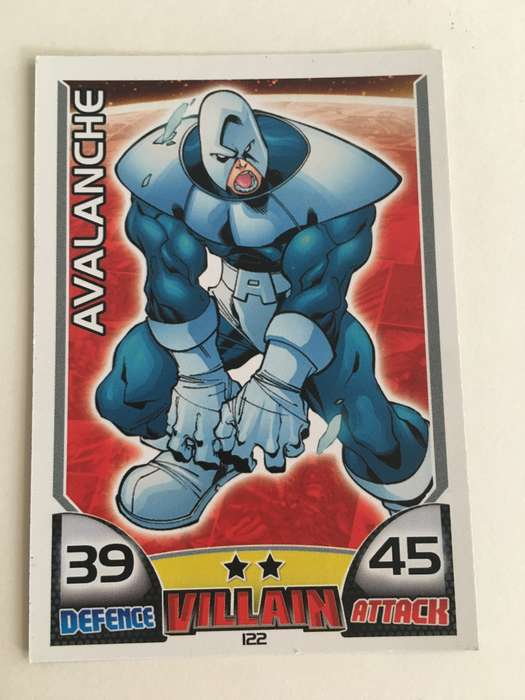 AVALANCHE
A
39
45
DEFENCE
VILLAIN
ATTACK
122